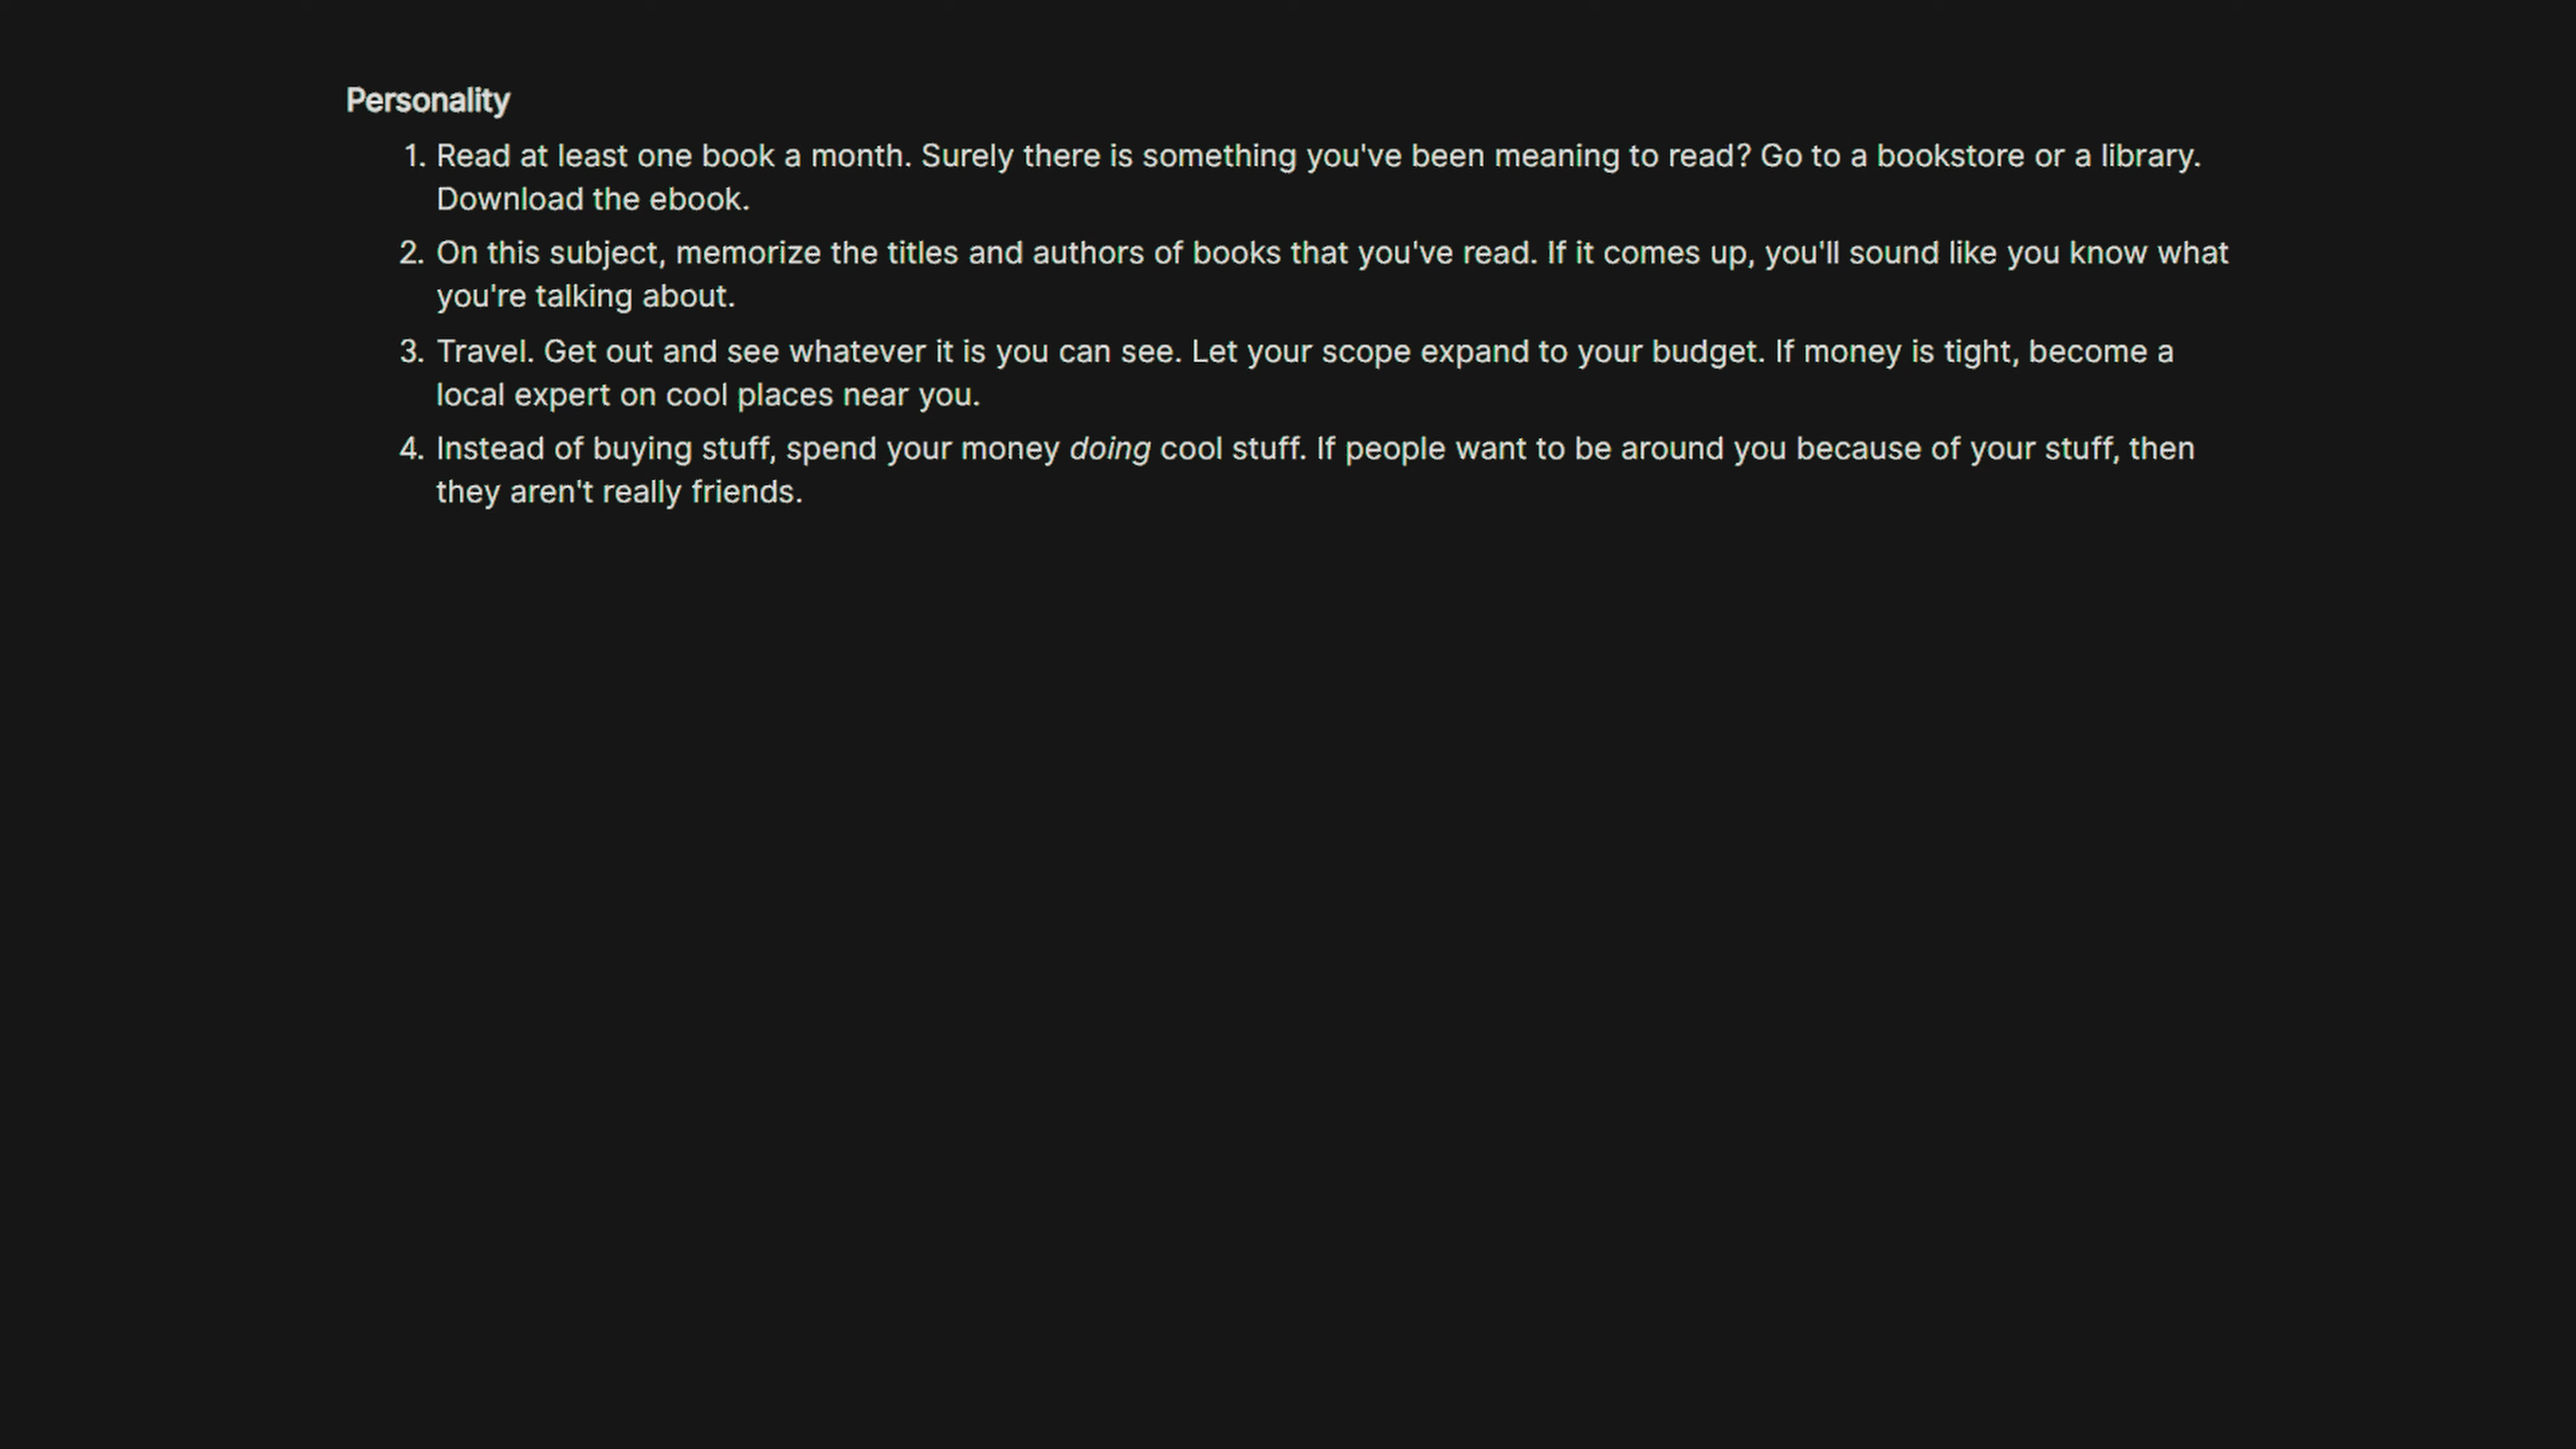 Personality
1. Read at least one book a month. Surely there is something you've been meaning to read? Go to a bookstore or a library.
Download the ebook.
2. On this subject, memorize the titles and authors of books that you've read. If it comes up, you'll sound like you know what
you're talking about.
3. Travel. Get out and see whatever it is you can see. Let your scope expand to your budget. If money is tight, become a
local expert on cool places near you.
4. Instead of buying stuff, spend your money doing cool stuff. If people want to be around you because of your stuff, then
they aren't really friends.